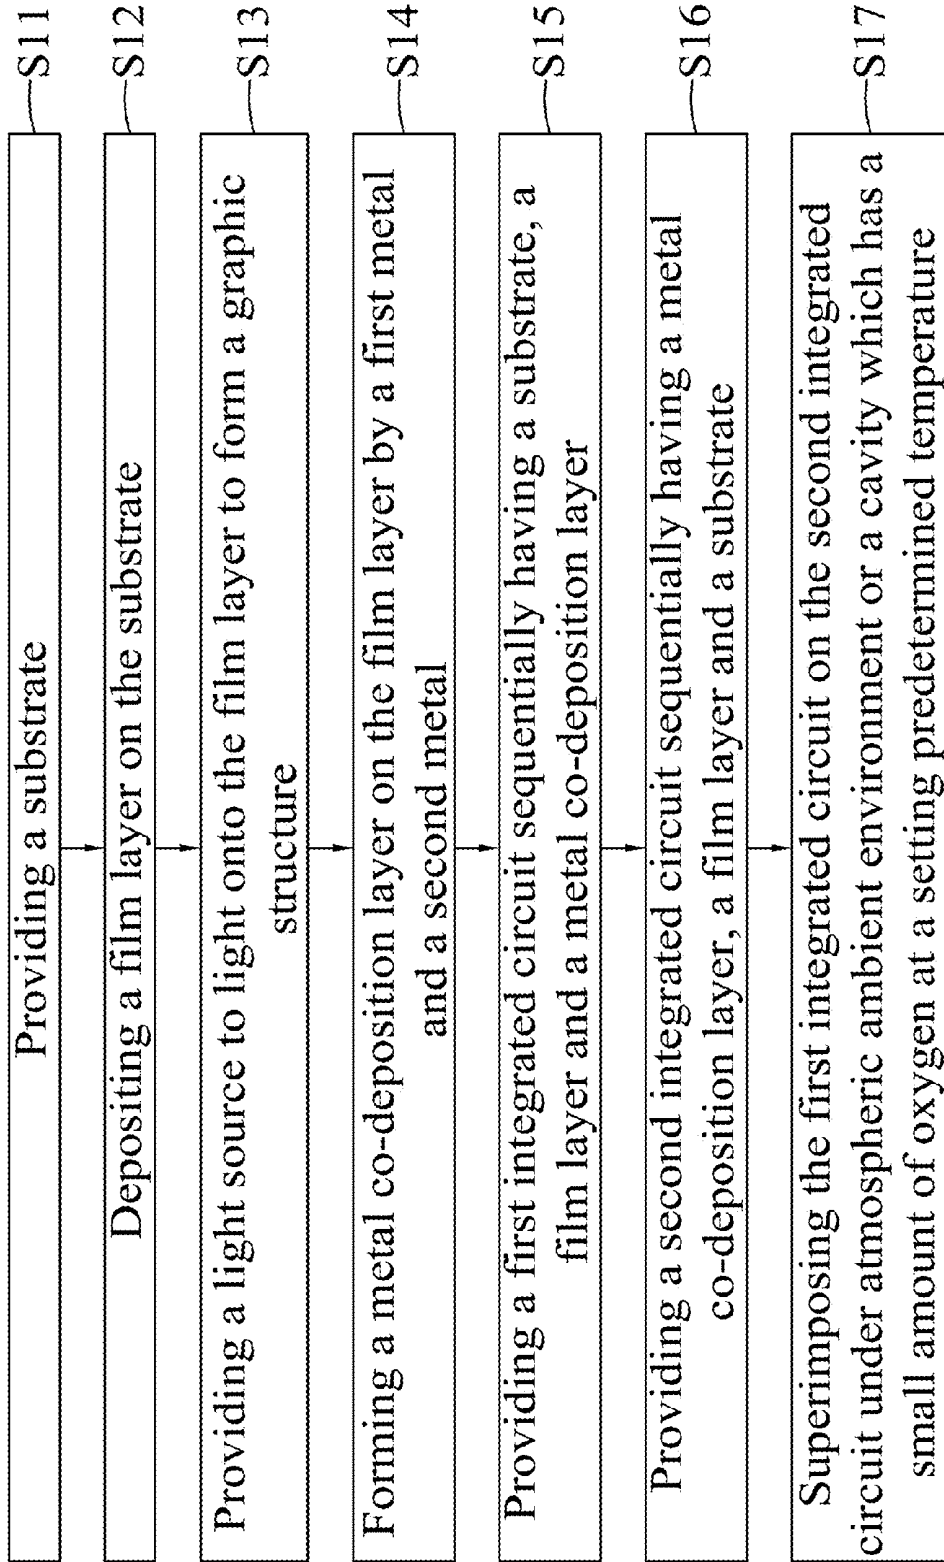 Providing a substrate
S11
Depositing a film layer on the substrate
S12
Providing a light source to light onto the film layer to form a graphic
structure
S13
Forming a metal co-deposition layer on the film layer by a first metal
and a second metal
S14
Providing a first integrated circuit sequentially having a substrate, a
film layer and a metal co-deposition layer
S15
Providing a second integrated circuit sequentially having a metal
co-deposition layer, a film layer and a substrate
S16
Superimposing the first integrated circuit on the second integrated
circuit under atmospheric ambient environment or a cavity which has a
small amount of oxygen at a setting predetermined temperature
S17